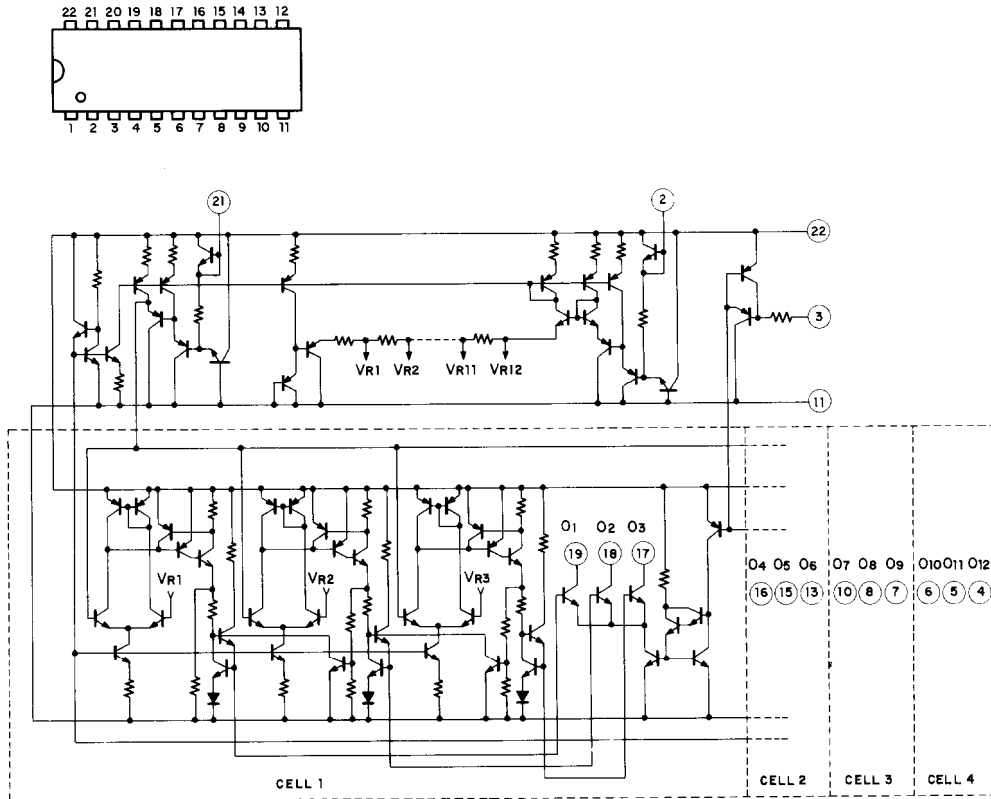 22 21 20 19 18 17 16 15 14 13 12
1 2 3 4 5 6 7 8 9 10 11
21
2
22
3
VR1 VR2 VR11 VR12
11
O1 O2 O3
19 18 17
VR1 VR2 VR3
O4 O5 O6 O7 O8 O9 O10 O11 O12
16 15 13 10 8 7 6 5 4
CELL 1 CELL 2 CELL 3 CELL 4